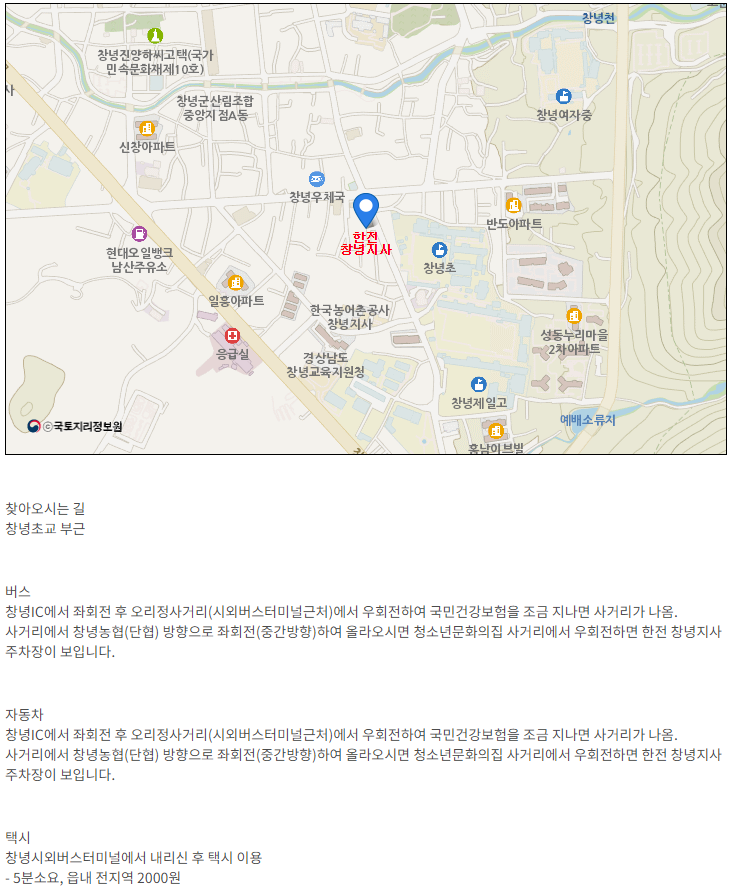 창녕천
창녕진양하씨고택(국가
민속문화재제10호)
창녕군산림조합
중앙지점A동
사
창녕여자중
신창아파트
창녕우체국
반도아파트
한전
창녕지사
현대오일뱅크
남산주유소
창녕초
일흥아파트
한국농어촌공사
창녕지사
성동누리마을
2차아파트
응급실
경상남도
창녕교육지원청
창녕제일고
예배소류지
ⓒ국토지리정보원
흥남이브빌
찾아오시는 길
창녕초교 부근
버스
창녕IC에서 좌회전 후 오리정사거리(시외버스터미널근처)에서 우회전하여 국민건강보험을 조금 지나면 사거리가 나옴.
사거리에서 창녕농협(단협) 방향으로 좌회전(중간방향)하여 올라오시면 청소년문화의집 사거리에서 우회전하면 한전 창녕지사
주차장이 보입니다.
자동차
창녕IC에서 좌회전 후 오리정사거리(시외버스터미널근처)에서 우회전하여 국민건강보험을 조금 지나면 사거리가 나옴.
사거리에서 창녕농협(단협) 방향으로 좌회전(중간방향)하여 올라오시면 청소년문화의집 사거리에서 우회전하면 한전 창녕지사
주차장이 보입니다.
택시
창녕시외버스터미널에서 내리신 후 택시 이용
- 5분소요, 읍내 전지역 2000원